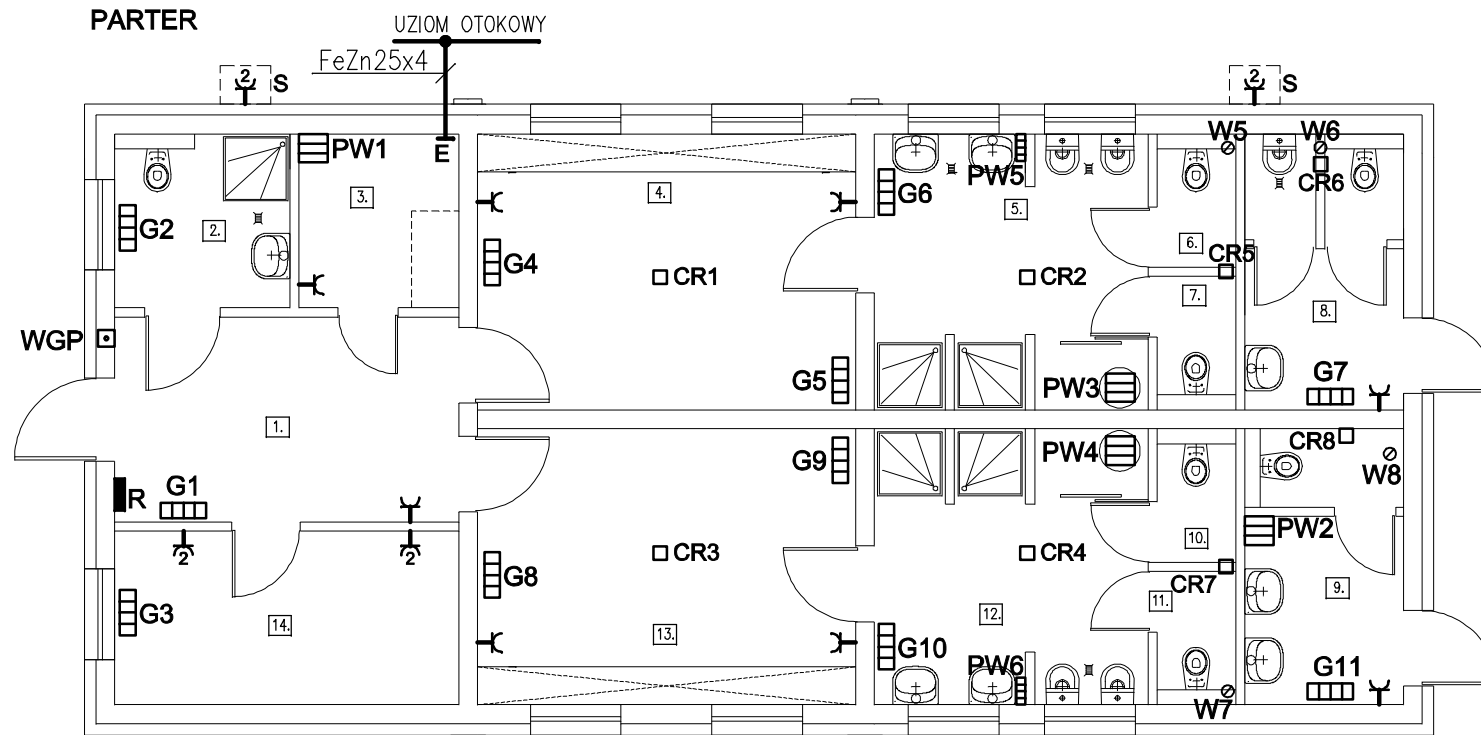 PARTER
UZIOM OTOKOWY
FeZn25x4
2 S
2 S
E
PW1
W5
W6
PW5
CR6
G6
G2
2.
3.
4.
5.
6.
CR5
G4
CR1
CR2
7.
8.
WGP
G5
PW3
G7
1.
CR8
PW4
G9
W8
R
G1
PW2
2
2
CR3
CR4
10.
CR7
G8
9.
G3
14.
13.
12.
11.
G10
PW6
G11
W7